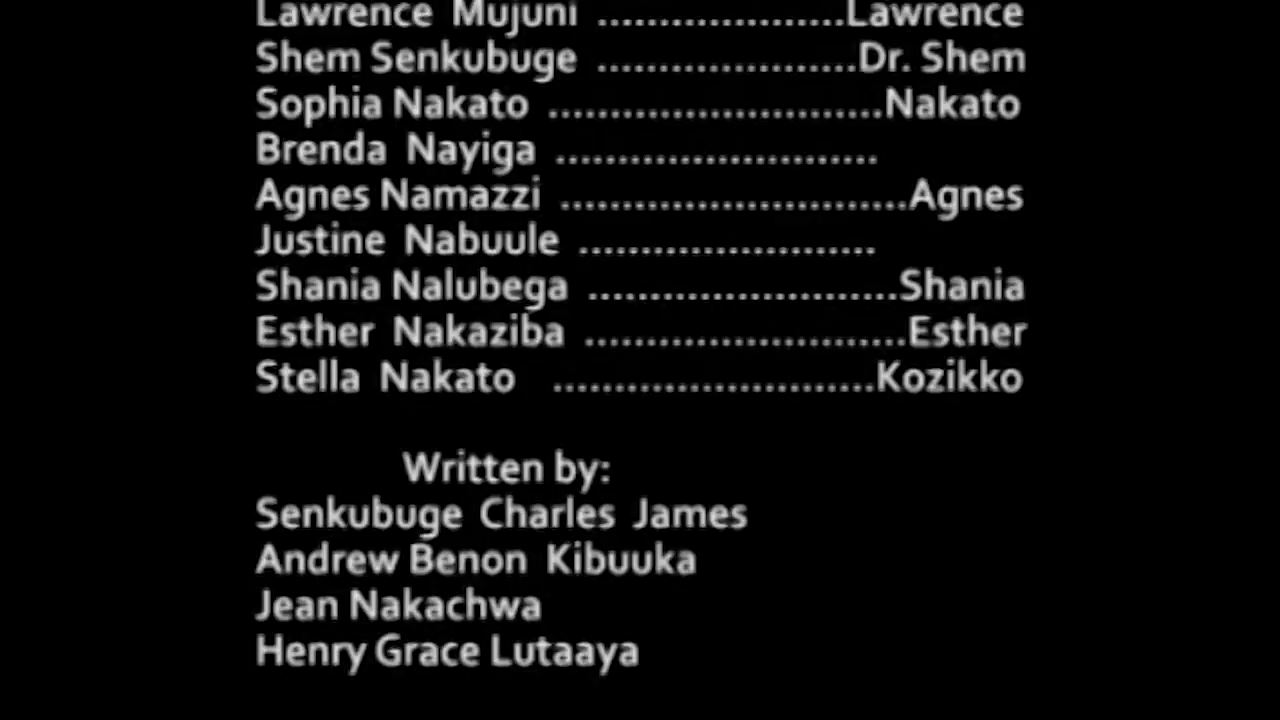 Lawrence Mujuni ....................Lawrence
Shem Senkubuge .....................Dr. Shem
Sophia Nakato ...........................Nakato
Brenda Nayiga ..........................
Agnes Namazzi ............................Agnes
Justine Nabuule ........................
Shania Nalubega .........................Shania
Esther Nakaziba ..........................Esther
Stella Nakato ..........................Kozikko
Written by:
Senkubuge Charles James
Andrew Benon Kibuuka
Jean Nakachwa
Henry Grace Lutaaya